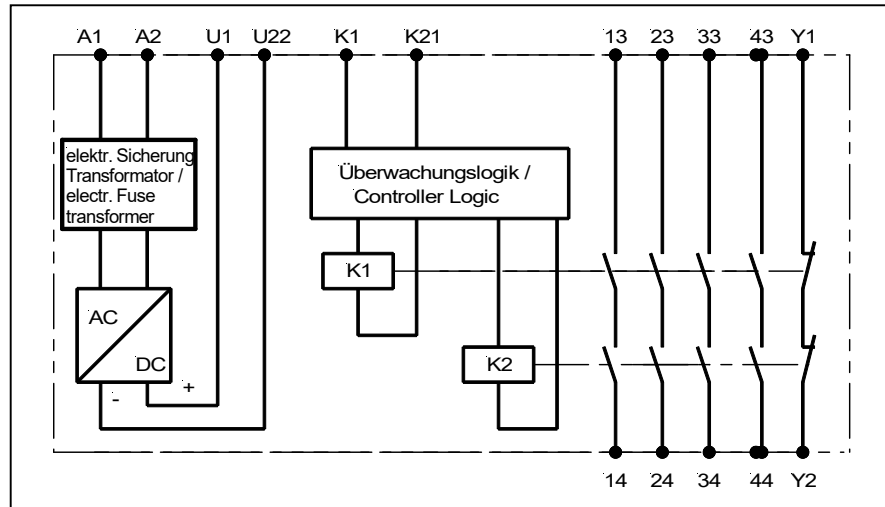 A1 A2 U1 U22 K1 K21 13 23 33 43 Y1
elektr. Sicherung
Transformator /
electr. Fuse
transformer
Überwachungslogik /
Controller Logic
K1
AC
DC
K2
- +
14 24 34 44 Y2